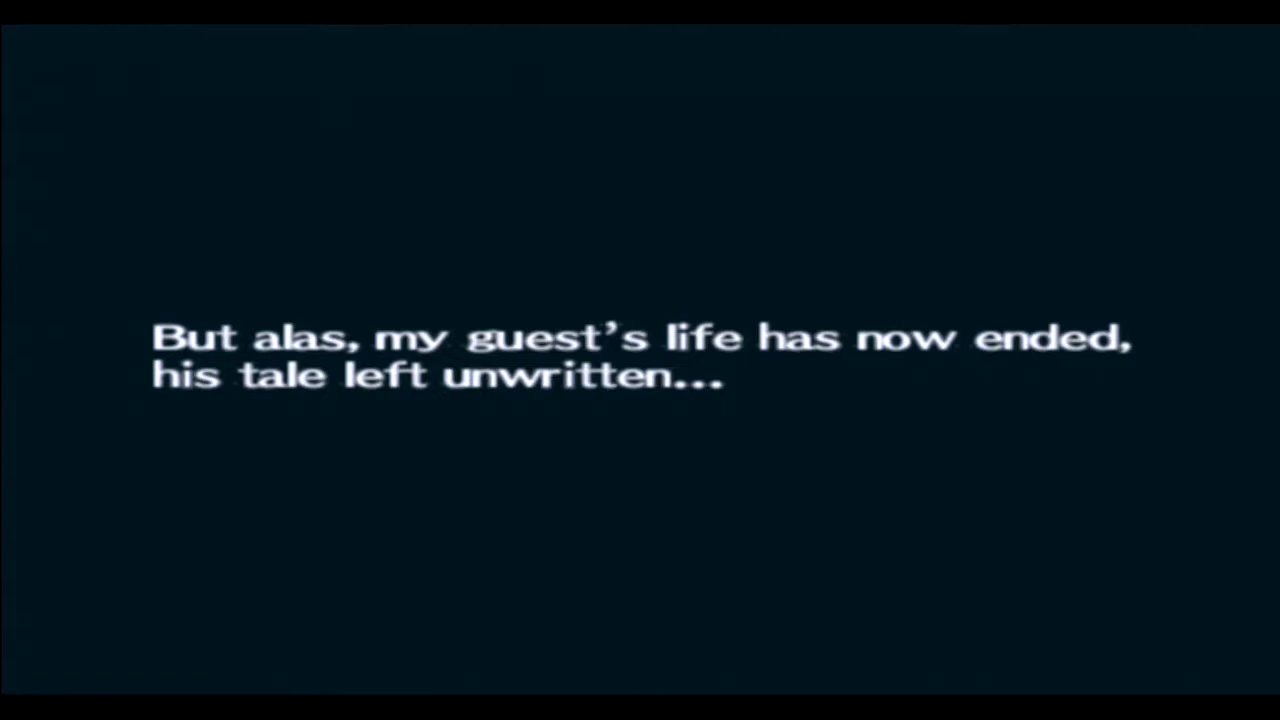 But alas, my guest’s life has now ended,
his tale left unwritten...